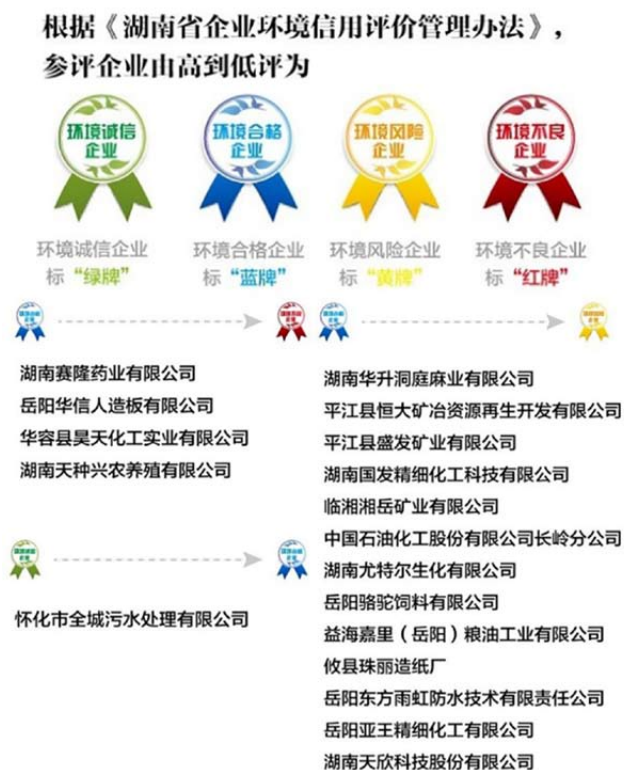 根据《湖南省企业环境信用评价管理办法》，
参评企业由高到低评为
环境诚信
企业
环境合格
企业
环境风险
企业
环境不良
企业
环境诚信企业
标“绿牌”
环境合格企业
标“蓝牌”
环境风险企业
标“黄牌”
环境不良企业
标“红牌”
湖南赛隆药业有限公司
岳阳华信人造板有限公司
华容县昊天化工实业有限公司
湖南天种兴农养殖有限公司
怀化市全城污水处理有限公司
湖南华升洞庭麻业有限公司
平江县恒大矿冶资源再生开发有限公司
平江县盛发矿业有限公司
湖南国发精细化工科技有限公司
临湘湘岳矿业有限公司
中国石油化工股份有限公司长岭分公司
湖南尤特尔生化有限公司
岳阳骆驼饲料有限公司
益海嘉里（岳阳）粮油工业有限公司
攸县珠丽造纸厂
岳阳东方雨虹防水技术有限责任公司
岳阳亚王精细化工有限公司
湖南天欣科技股份有限公司